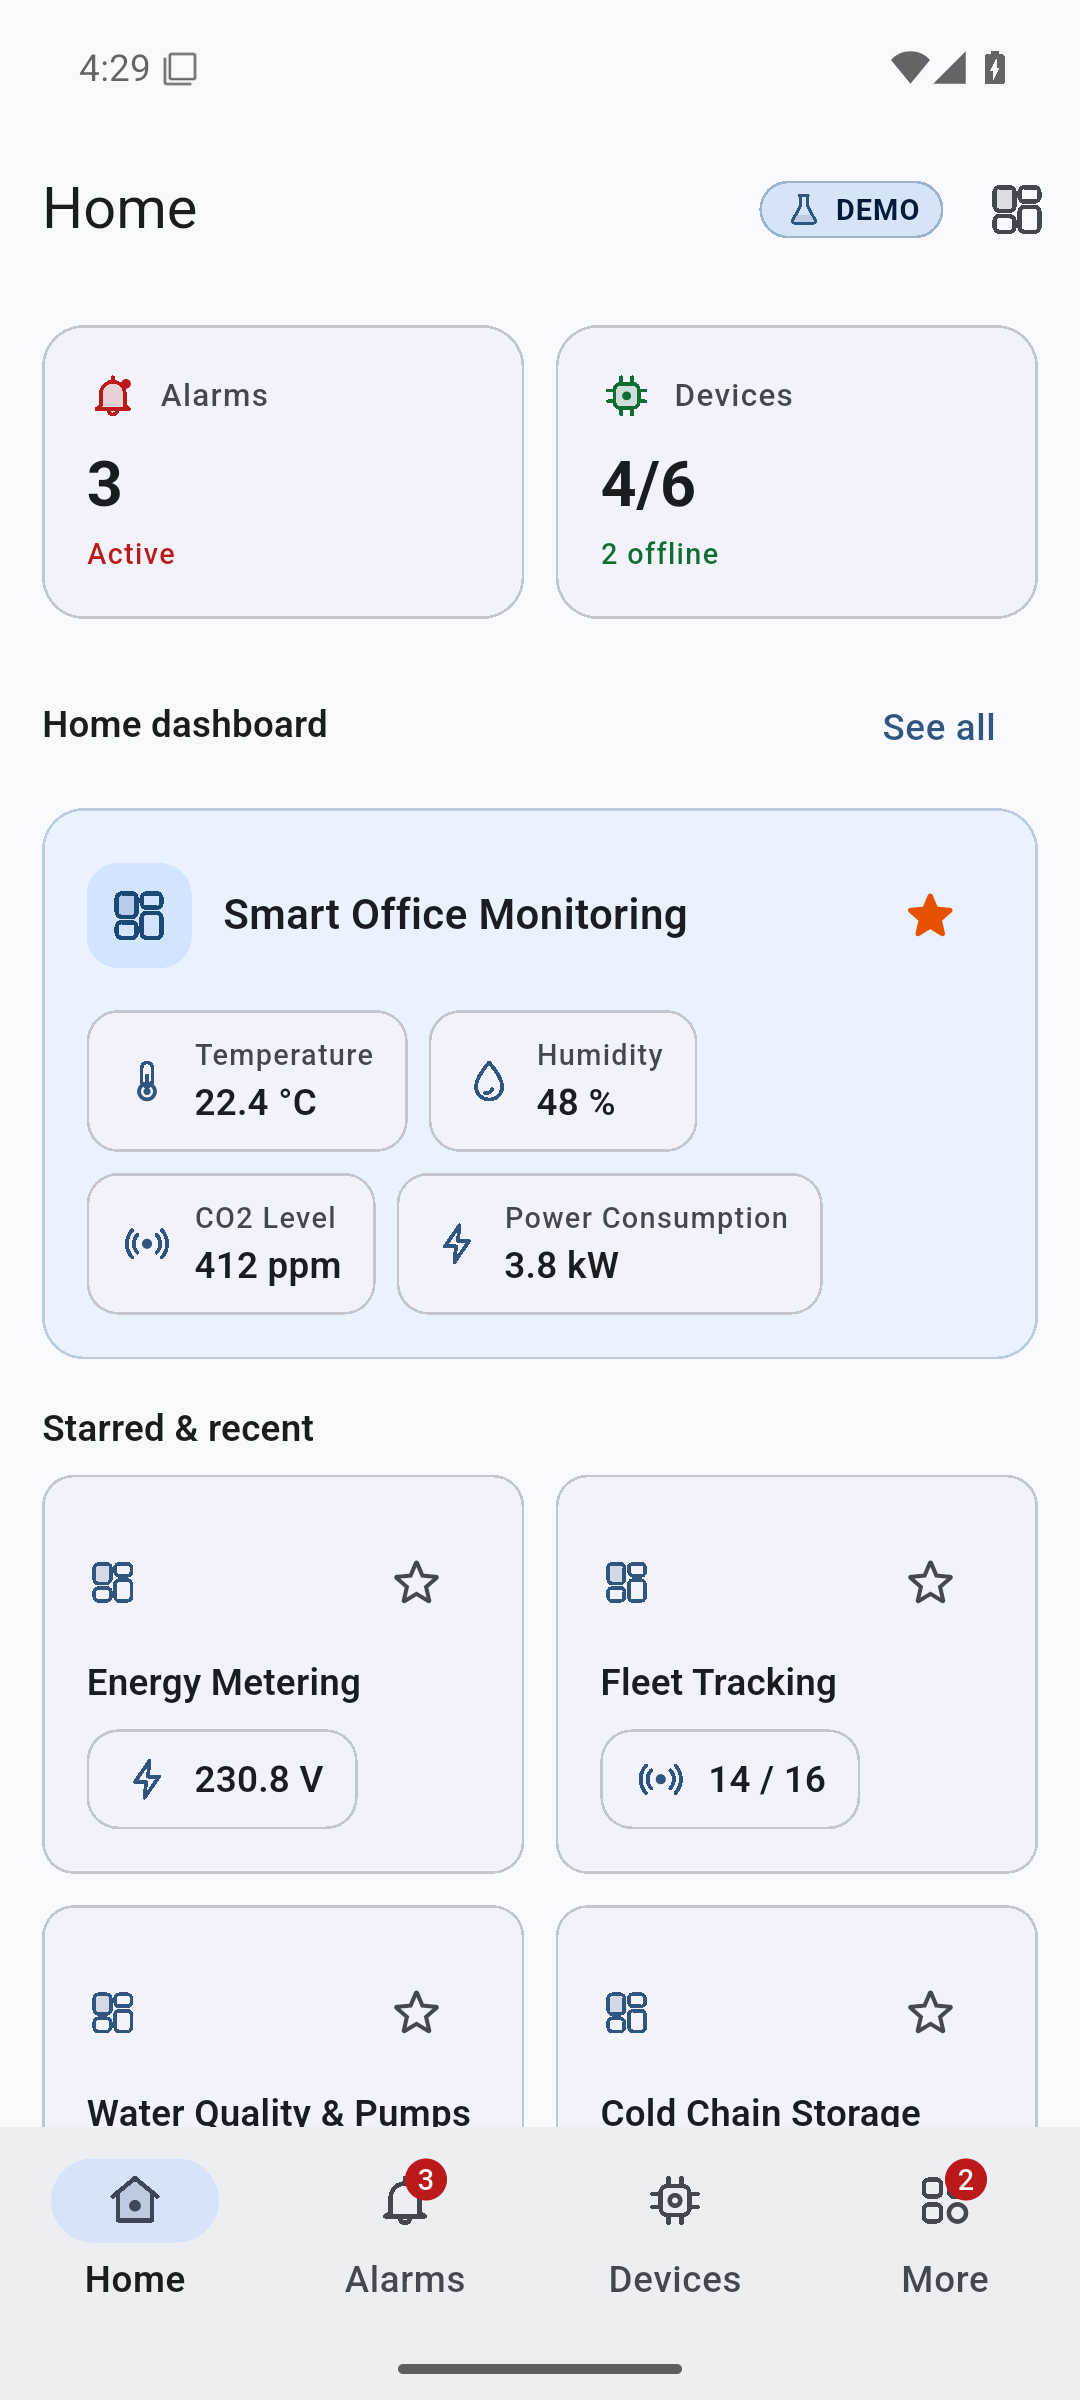 4:29
Home
DEMO
Alarms
3
Active
Devices
4/6
2 offline
Home dashboard
See all
Smart Office Monitoring
Temperature
22.4 °C
Humidity
48 %
CO2 Level
412 ppm
Power Consumption
3.8 kW
Starred & recent
Energy Metering
230.8 V
Fleet Tracking
14 / 16
Water Quality & Pumps
Cold Chain Storage
Home
3
Alarms
Devices
2
More